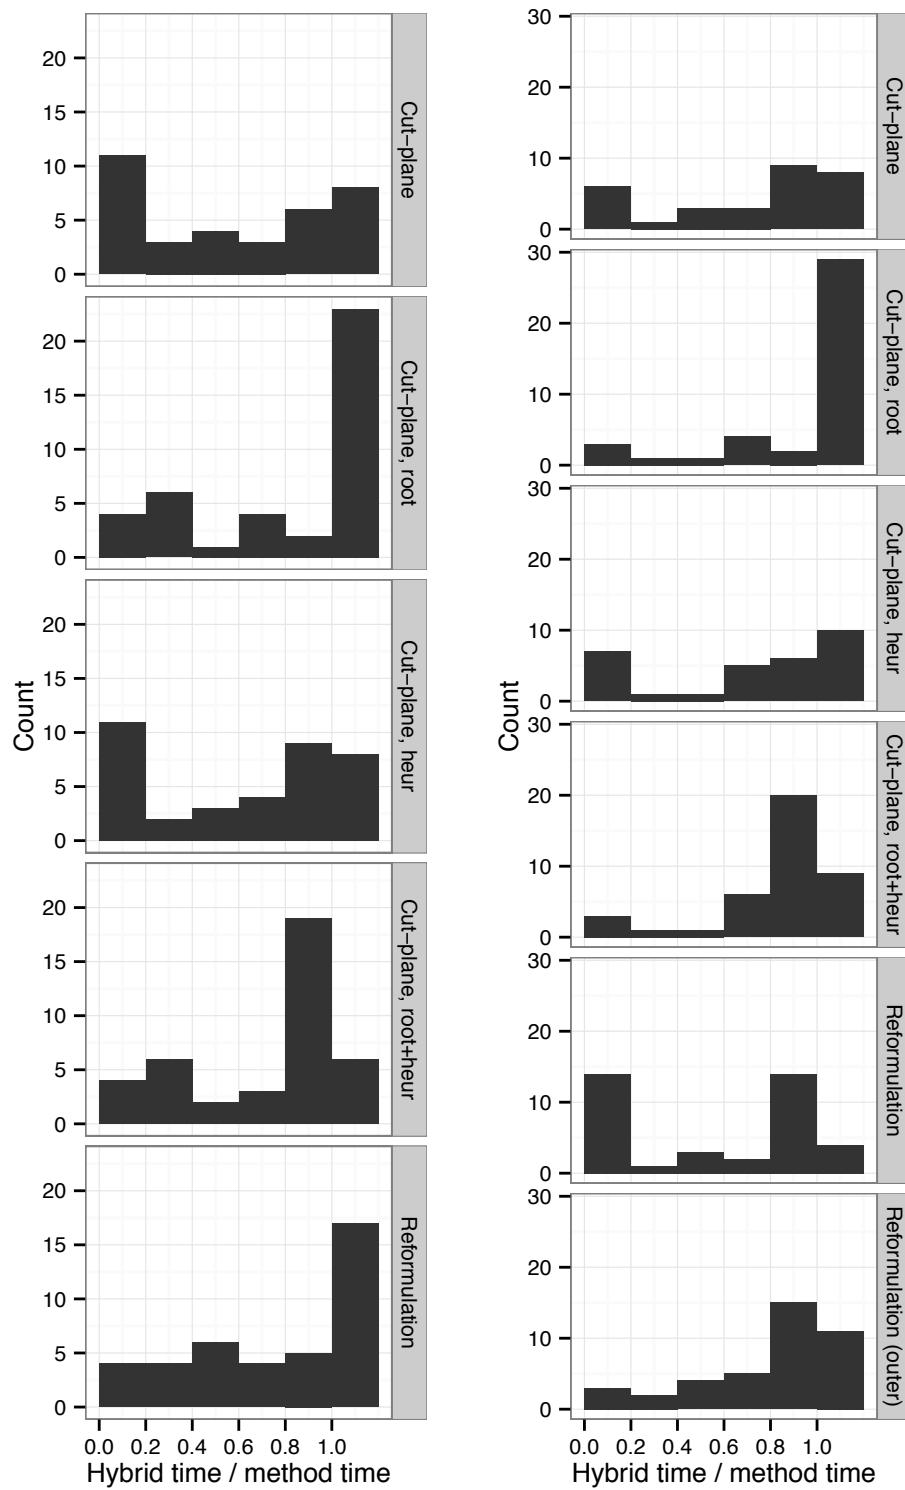 20
15
10
5
0
Cut−plane
20
15
10
5
0
Cut−plane, root
20
15
10
5
0
Cut−plane, heur
20
15
10
5
0
Cut−plane, root+heur
20
15
10
5
0
Reformulation
Count
0.0 0.2 0.4 0.6 0.8 1.0
Hybrid time / method time
30
20
10
0
Cut−plane
30
20
10
0
Cut−plane, root
30
20
10
0
Cut−plane, heur
30
20
10
0
Cut−plane, root+heur
30
20
10
0
Reformulation
30
20
10
0
Reformulation (outer)
Count
0.0 0.2 0.4 0.6 0.8 1.0
Hybrid time / method time